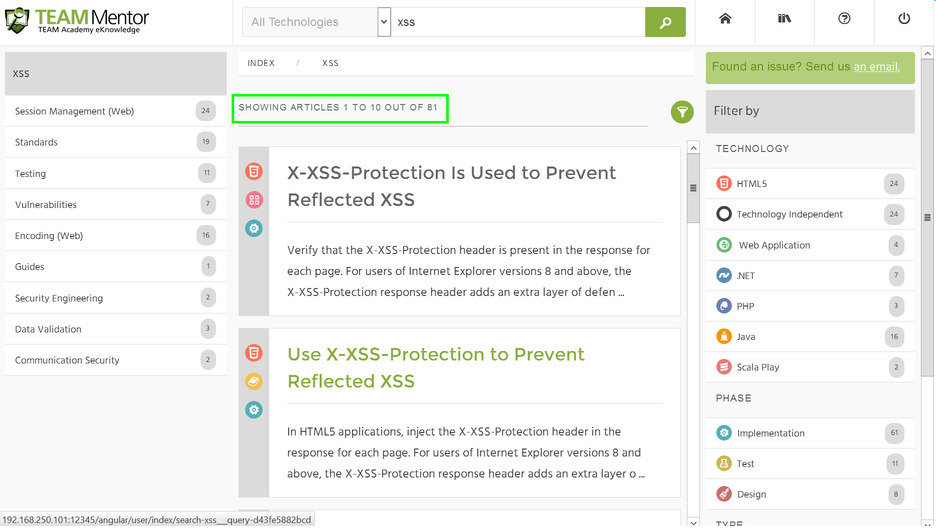 TEAM Mentor
TEAM Academy eKnowledge
All Technologies
xss
XSS
Session Management (Web) 24
Standards 19
Testing 11
Vulnerabilities 7
Encoding (Web) 16
Guides 1
Security Engineering 2
Data Validation 3
Communication Security 2
INDEX / XSS
SHOWING ARTICLES 1 TO 10 OUT OF 81
X-XSS-Protection Is Used to Prevent
Reflected XSS
Verify that the X-XSS-Protection header is present in the response for
each page. For users of Internet Explorer versions 8 and above, the
X-XSS-Protection response header adds an extra layer of defen ...
Use X-XSS-Protection to Prevent
Reflected XSS
In HTML5 applications, inject the X-XSS-Protection header in the
response for each page. For users of Internet Explorer versions 8 and
above, the X-XSS-Protection response header adds an extra layer o ...
Found an issue? Send us an email.
Filter by
TECHNOLOGY
HTML5 24
Technology Independent 24
Web Application 4
.NET 7
PHP 3
Java 16
Scala Play 2
PHASE
Implementation 61
Test 11
Design 8
TYPE
192.168.250.101:12345/angular/user/index/search-xss__query-d43fe5882bcd